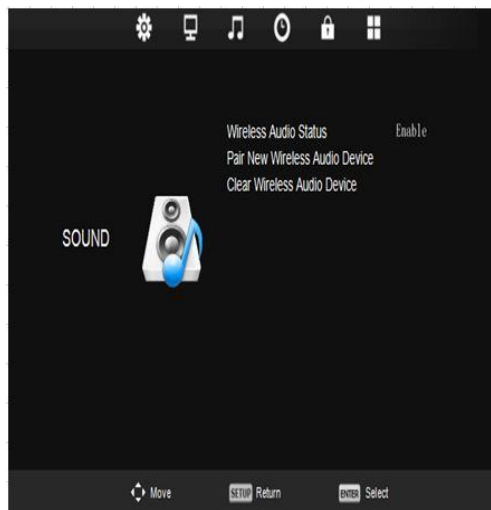 Wireless Audio Status Enable
Pair New Wireless Audio Device
Clear Wireless Audio Device
SOUND
Move SETUP Return ENTER Select